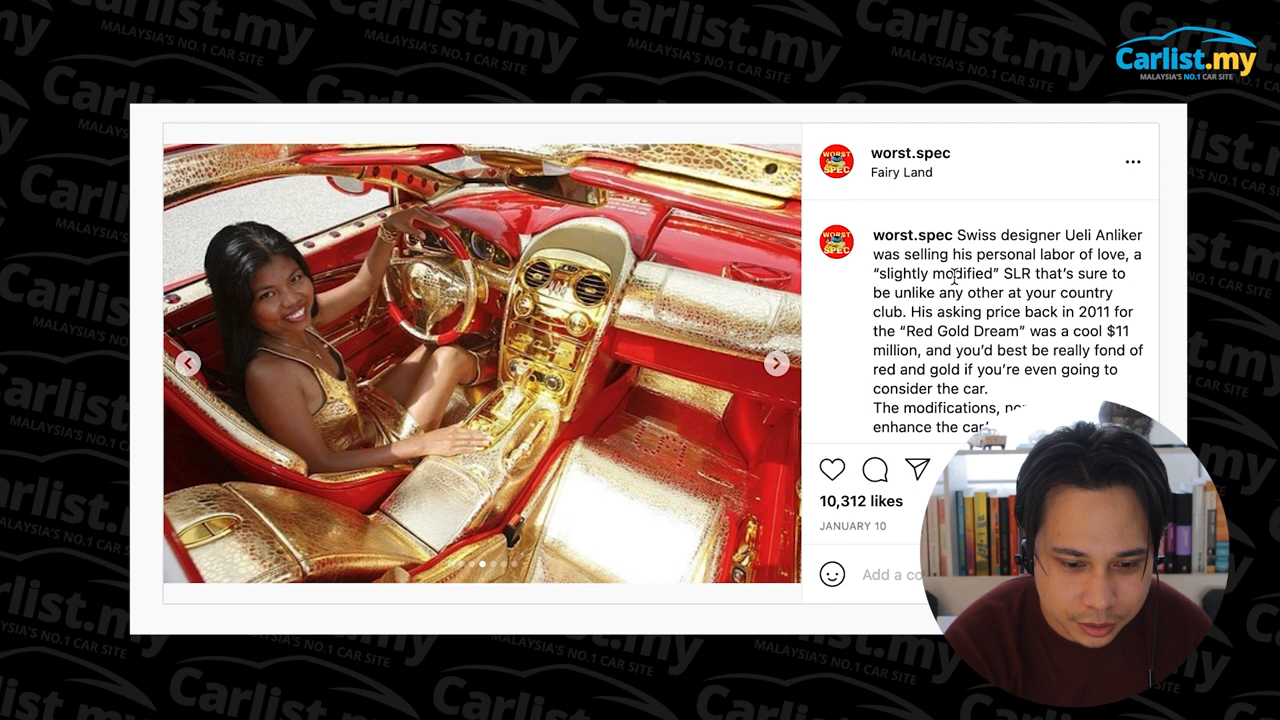 Carlist.my
MALAYSIA'S NO.1 CAR SITE
WORST
SPEC
worst.spec
Fairy Land
WORST
SPEC
worst.spec Swiss designer Ueli Anliker
was selling his personal labor of love, a
“slightly modified” SLR that’s sure to
be unlike any other at your country
club. His asking price back in 2011 for
the “Red Gold Dream” was a cool $11
million, and you’d best be really fond of
red and gold if you’re even going to
consider the car.
The modifications,
enhance the
10,312 likes
JANUARY 10
Add a